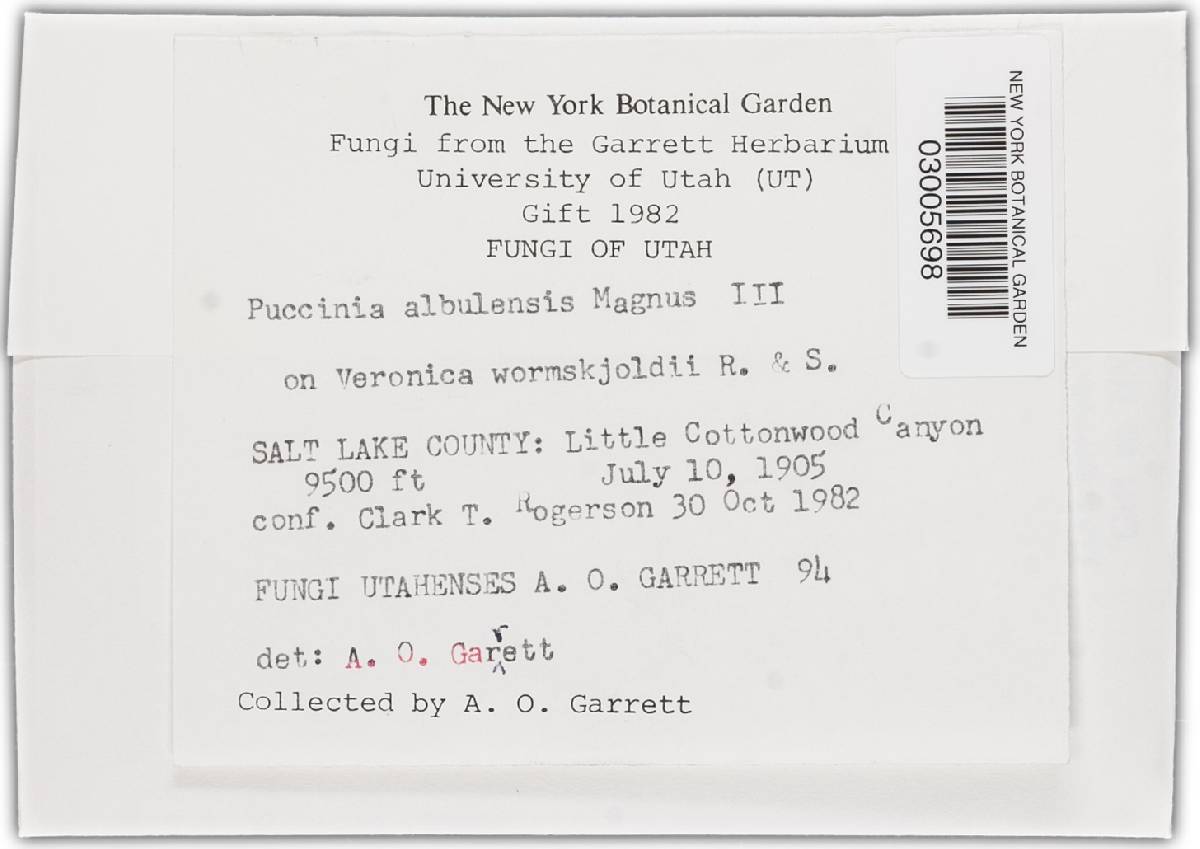 The New York Botanical Garden
Fungi from the Garrett Herbarium
University of Utah (UT)
Gift 1982
FUNGI OF UTAH
Puccinia albulensis Magnus III
on Veronica wormskjoldii R. & S.
SALT LAKE COUNTY: Little Cottonwood Canyon
9500 ft July 10, 1905
conf. Clark T. Rogerson 30 Oct 1982
FUNGI UTAHENSES A. O. GARRETT 94
det: A. O. Garrett
Collected by A. O. Garrett
NEW YORK BOTANICAL GARDEN
03005698